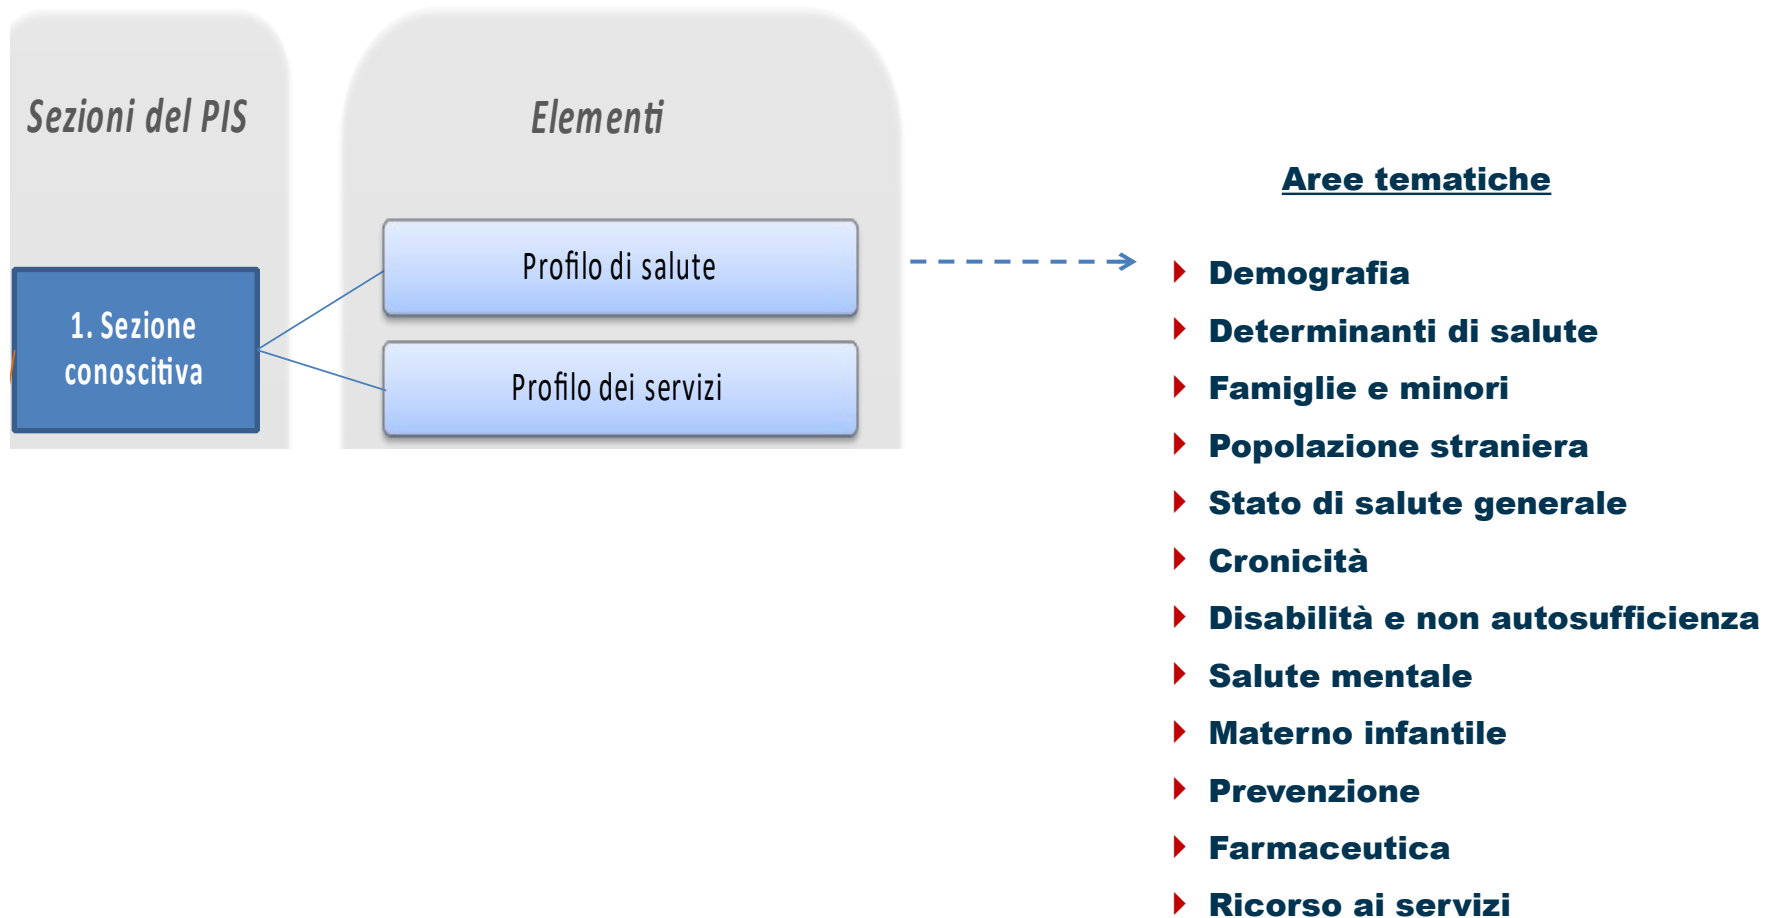 Sezioni del PIS
Elementi
1. Sezione
conoscitiva
Profilo di salute
Profilo dei servizi
Aree tematiche
Demografia
Determinanti di salute
Famiglie e minori
Popolazione straniera
Stato di salute generale
Cronicità
Disabilità e non autosufficienza
Salute mentale
Materno infantile
Prevenzione
Farmaceutica
Ricorso ai servizi